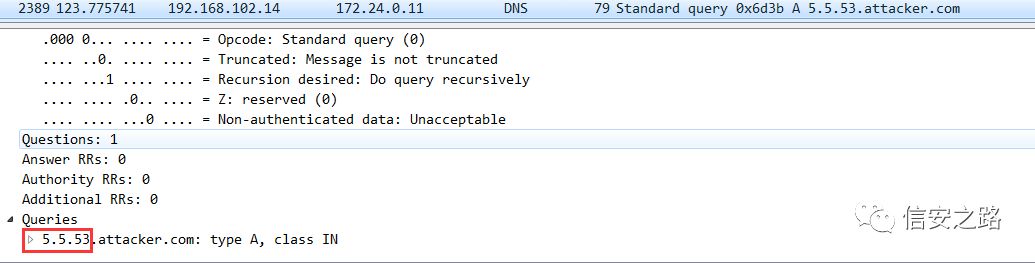 2389 123.775741 192.168.102.14 172.24.0.11 DNS 79 Standard query 0x6d3b A 5.5.53.attacker.com
.000 0... .... .... = Opcode: Standard query (0)
.... ..0. .... .... = Truncated: Message is not truncated
.... ...1 .... .... = Recursion desired: Do query recursively
.... .... .0.. .... = Z: reserved (0)
.... .... ...0 .... = Non-authenticated data: Unacceptable
Questions: 1
Answer RRs: 0
Authority RRs: 0
Additional RRs: 0
Queries
5.5.53.attacker.com: type A, class IN
信安之路